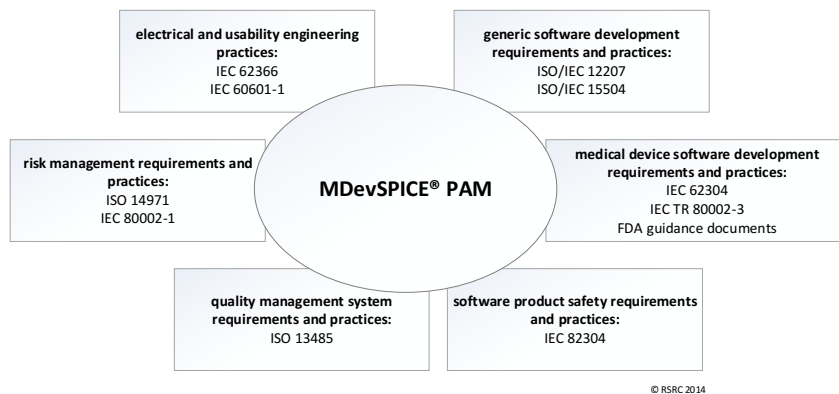 electrical and usability engineering
practices:
IEC 62366
IEC 60601-1
generic software development
requirements and practices:
ISO/IEC 12207
ISO/IEC 15504
risk management requirements and
practices:
ISO 14971
IEC 80002-1
MDevSPICE® PAM
medical device software development
requirements and practices:
IEC 62304
IEC TR 80002-3
FDA guidance documents
quality management system
requirements and practices:
ISO 13485
software product safety requirements
and practices:
IEC 82304
© RSRC 2014